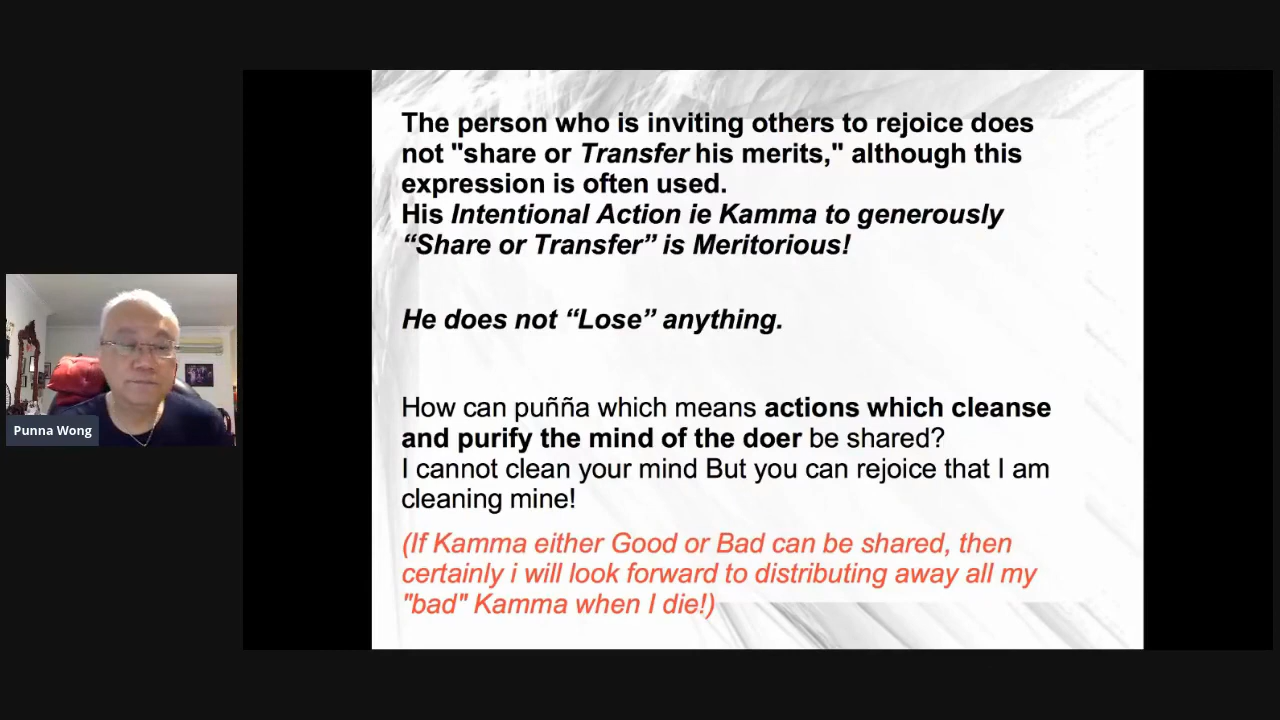 The person who is inviting others to rejoice does
not "share or Transfer his merits," although this
expression is often used.
His Intentional Action ie Kamma to generously
“Share or Transfer” is Meritorious!
He does not “Lose” anything.
How can puñña which means actions which cleanse
and purify the mind of the doer be shared?
I cannot clean your mind But you can rejoice that I am
cleaning mine!
(If Kamma either Good or Bad can be shared, then
certainly i will look forward to distributing away all my
"bad" Kamma when I die!)
Punna Wong